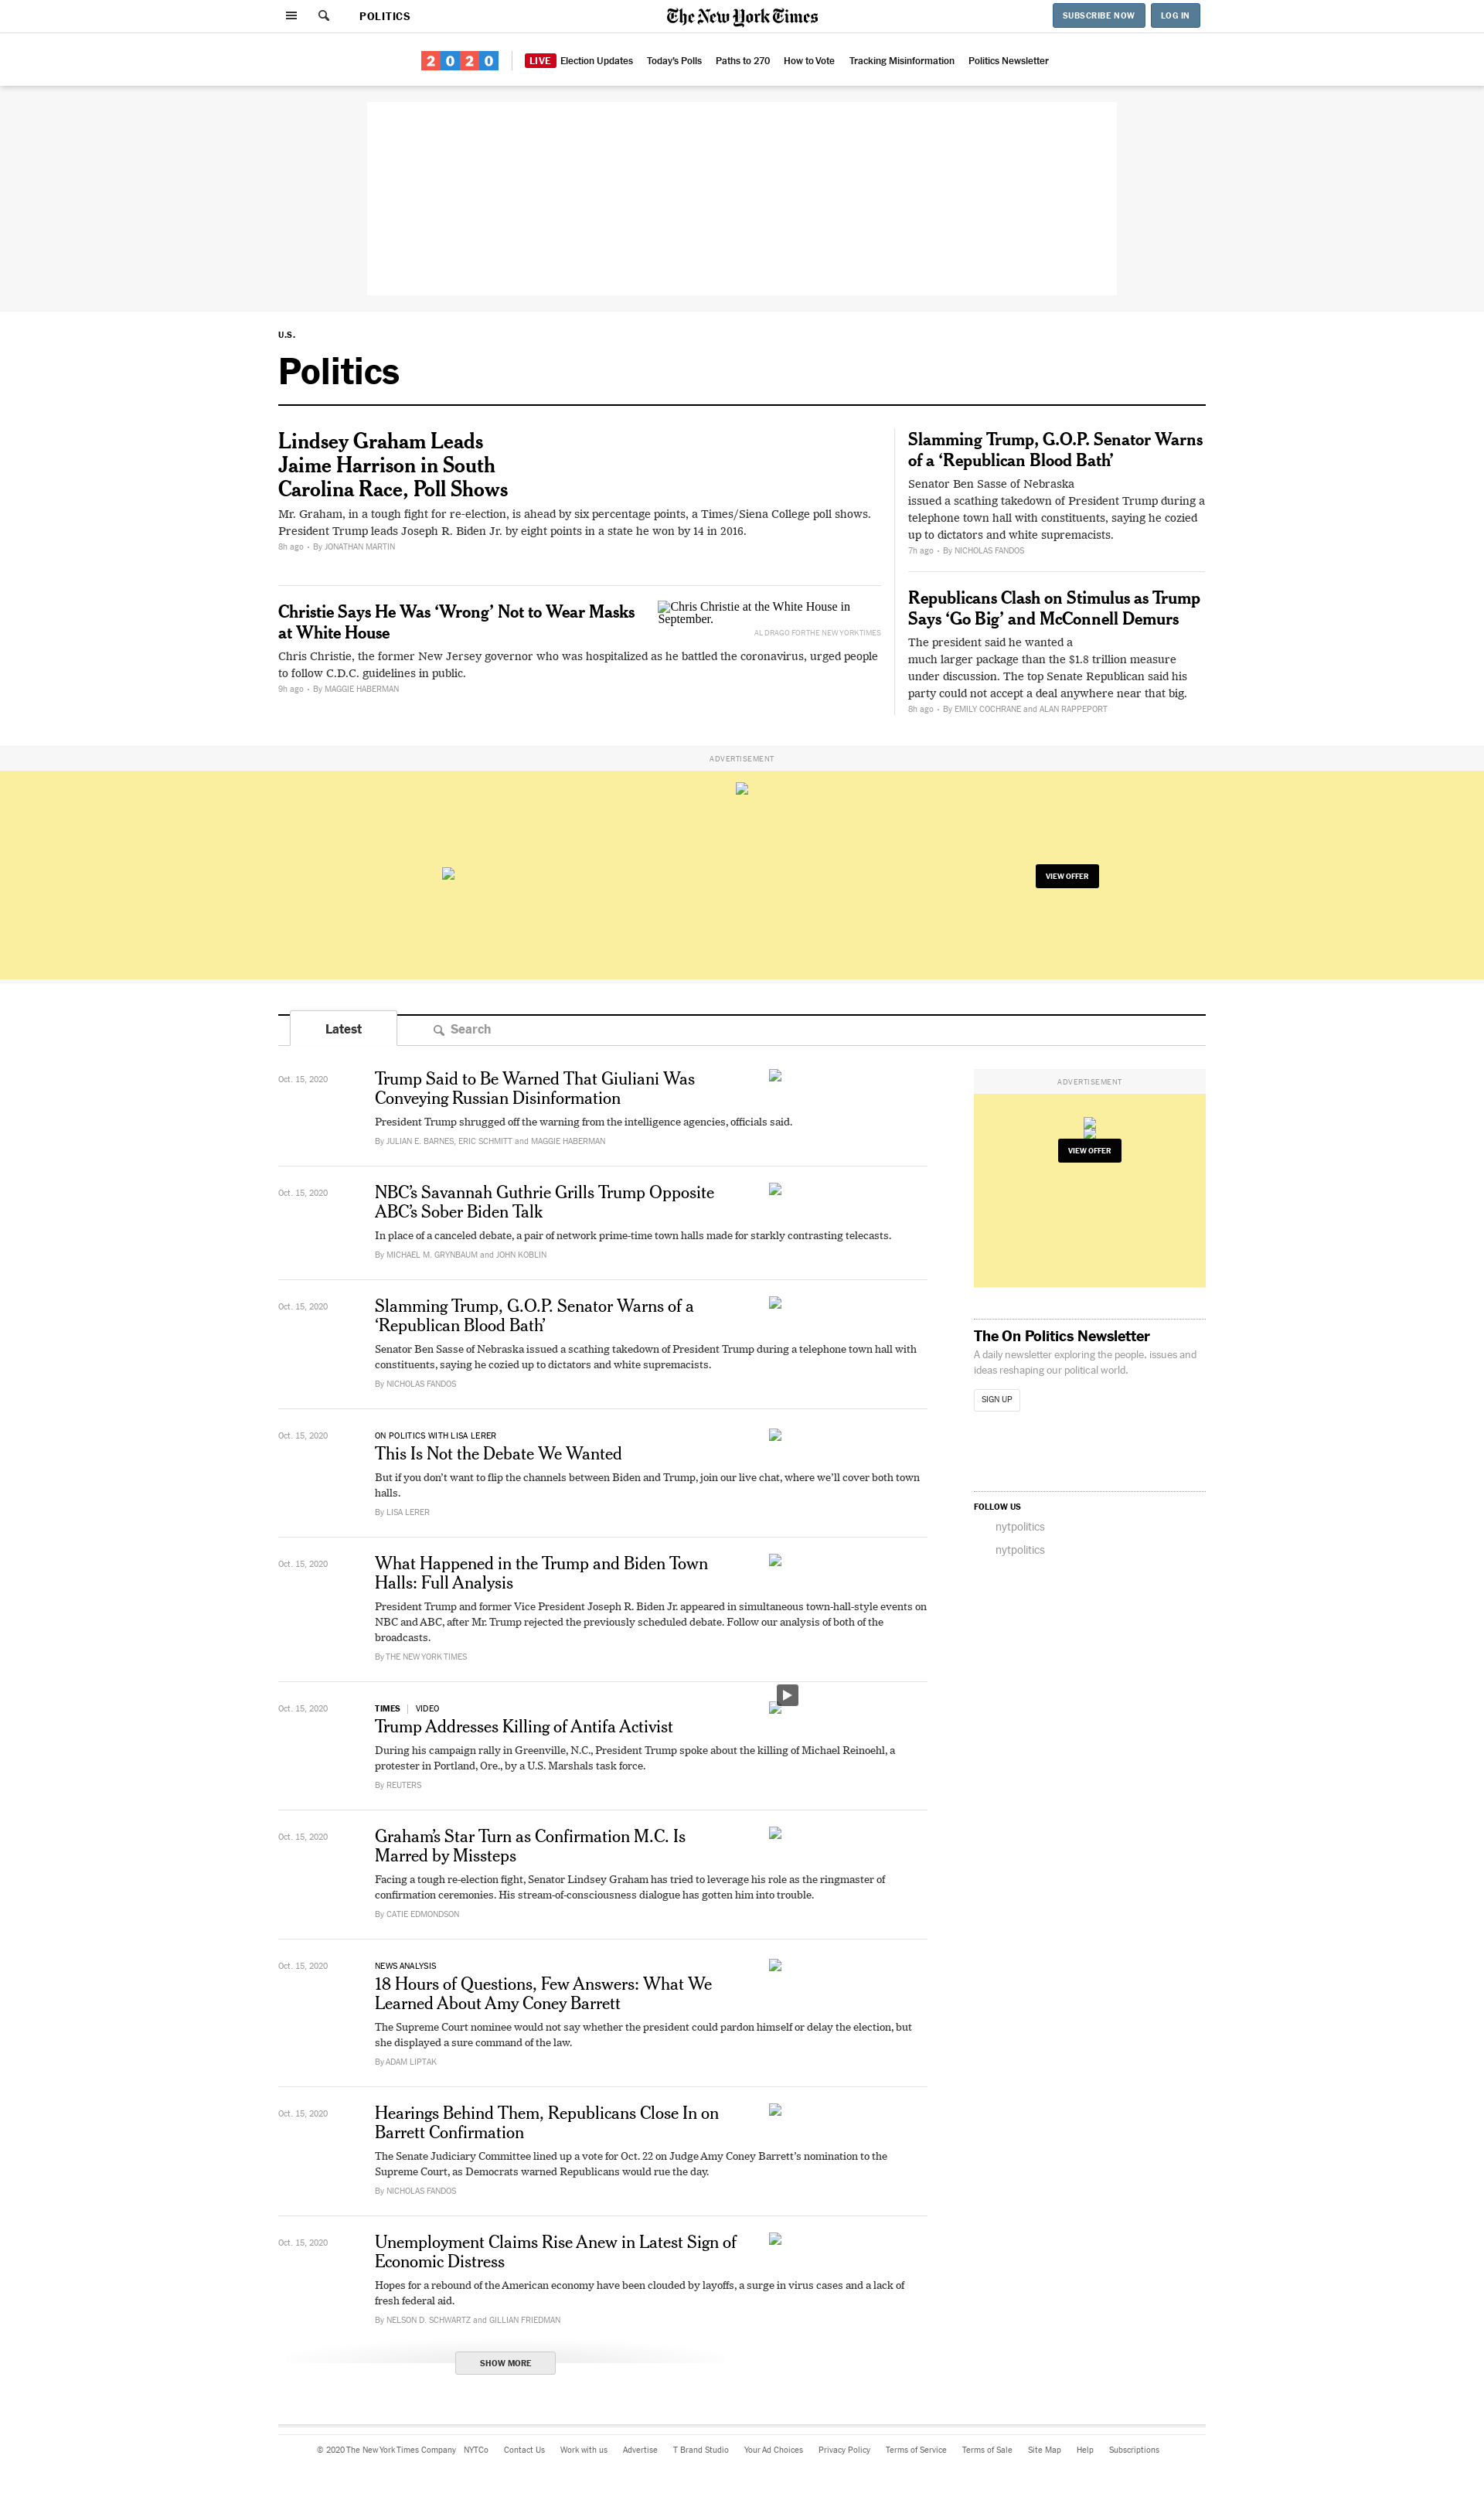 POLITICS
The New York Times
SUBSCRIBE NOW
LOG IN
2020
LIVE Election Updates
Today's Polls
Paths to 270
How to Vote
Tracking Misinformation
Politics Newsletter
U.S.
Politics
Lindsey Graham Leads
Jaime Harrison in South
Carolina Race, Poll Shows
Mr. Graham, in a tough fight for re-election, is ahead by six percentage points, a Times/Siena College poll shows.
President Trump leads Joseph R. Biden Jr. by eight points in a state he won by 14 in 2016.
8h ago • By JONATHAN MARTIN
Christie Says He Was ‘Wrong’ Not to Wear Masks
at White House
Chris Christie at the White House in
September.
AL DRAGO FOR THE NEW YORK TIMES
Chris Christie, the former New Jersey governor who was hospitalized as he battled the coronavirus, urged people
to follow C.D.C. guidelines in public.
9h ago • By MAGGIE HABERMAN
Slamming Trump, G.O.P. Senator Warns
of a ‘Republican Blood Bath’
Senator Ben Sasse of Nebraska
issued a scathing takedown of President Trump during a
telephone town hall with constituents, saying he cozied
up to dictators and white supremacists.
7h ago • By NICHOLAS FANDOS
Republicans Clash on Stimulus as Trump
Says ‘Go Big’ and McConnell Demurs
The president said he wanted a
much larger package than the $1.8 trillion measure
under discussion. The top Senate Republican said his
party could not accept a deal anywhere near that big.
8h ago • By EMILY COCHRANE and ALAN RAPPEPORT
ADVERTISEMENT
VIEW OFFER
Latest
Search
Oct. 15, 2020
Trump Said to Be Warned That Giuliani Was
Conveying Russian Disinformation
President Trump shrugged off the warning from the intelligence agencies, officials said.
By JULIAN E. BARNES, ERIC SCHMITT and MAGGIE HABERMAN
Oct. 15, 2020
NBC’s Savannah Guthrie Grills Trump Opposite
ABC’s Sober Biden Talk
In place of a canceled debate, a pair of network prime-time town halls made for starkly contrasting telecasts.
By MICHAEL M. GRYNBAUM and JOHN KOBLIN
Oct. 15, 2020
Slamming Trump, G.O.P. Senator Warns of a
‘Republican Blood Bath’
Senator Ben Sasse of Nebraska issued a scathing takedown of President Trump during a telephone town hall with
constituents, saying he cozied up to dictators and white supremacists.
By NICHOLAS FANDOS
Oct. 15, 2020
ON POLITICS WITH LISA LERER
This Is Not the Debate We Wanted
But if you don’t want to flip the channels between Biden and Trump, join our live chat, where we’ll cover both town
halls.
By LISA LERER
Oct. 15, 2020
What Happened in the Trump and Biden Town
Halls: Full Analysis
President Trump and former Vice President Joseph R. Biden Jr. appeared in simultaneous town-hall-style events on
NBC and ABC, after Mr. Trump rejected the previously scheduled debate. Follow our analysis of both of the
broadcasts.
By THE NEW YORK TIMES
Oct. 15, 2020
TIMES | VIDEO
Trump Addresses Killing of Antifa Activist
During his campaign rally in Greenville, N.C., President Trump spoke about the killing of Michael Reinoehl, a
protester in Portland, Ore., by a U.S. Marshals task force.
By REUTERS
Oct. 15, 2020
Graham’s Star Turn as Confirmation M.C. Is
Marred by Missteps
Facing a tough re-election fight, Senator Lindsey Graham has tried to leverage his role as the ringmaster of
confirmation ceremonies. His stream-of-consciousness dialogue has gotten him into trouble.
By CATIE EDMONDSON
Oct. 15, 2020
NEWS ANALYSIS
18 Hours of Questions, Few Answers: What We
Learned About Amy Coney Barrett
The Supreme Court nominee would not say whether the president could pardon himself or delay the election, but
she displayed a sure command of the law.
By ADAM LIPTAK
Oct. 15, 2020
Hearings Behind Them, Republicans Close In on
Barrett Confirmation
The Senate Judiciary Committee lined up a vote for Oct. 22 on Judge Amy Coney Barrett’s nomination to the
Supreme Court, as Democrats warned Republicans would rue the day.
By NICHOLAS FANDOS
Oct. 15, 2020
Unemployment Claims Rise Anew in Latest Sign of
Economic Distress
Hopes for a rebound of the American economy have been clouded by layoffs, a surge in virus cases and a lack of
fresh federal aid.
By NELSON D. SCHWARTZ and GILLIAN FRIEDMAN
SHOW MORE
ADVERTISEMENT
VIEW OFFER
The On Politics Newsletter
A daily newsletter exploring the people, issues and
ideas reshaping our political world.
SIGN UP
FOLLOW US
nytpolitics
nytpolitics
© 2020 The New York Times Company
NYTCo
Contact Us
Work with us
Advertise
T Brand Studio
Your Ad Choices
Privacy Policy
Terms of Service
Terms of Sale
Site Map
Help
Subscriptions